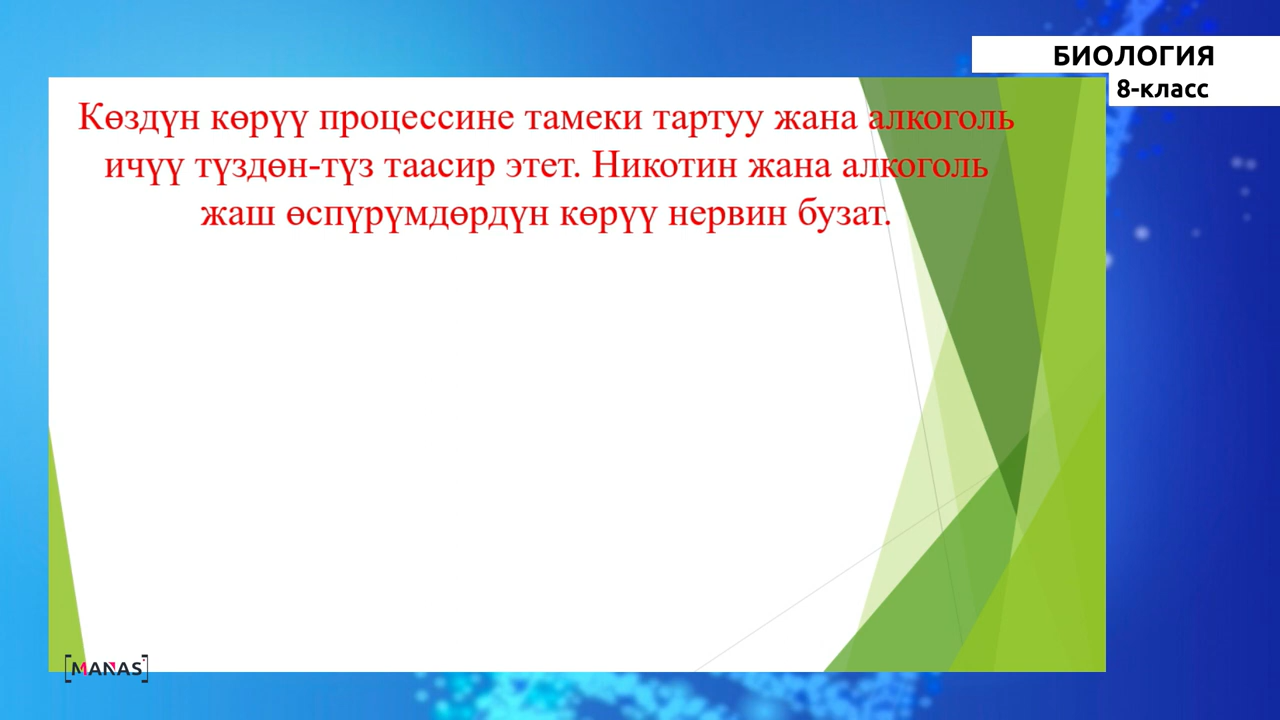 БИОЛОГИЯ
8-класс
Көздүн көрүү процессине тамеки тартуу жана алкоголь
ичүү түздөн-түз таасир этет. Никотин жана алкоголь
жаш өспүрүмдөрдүн көрүү нервин бузат.
MANAS